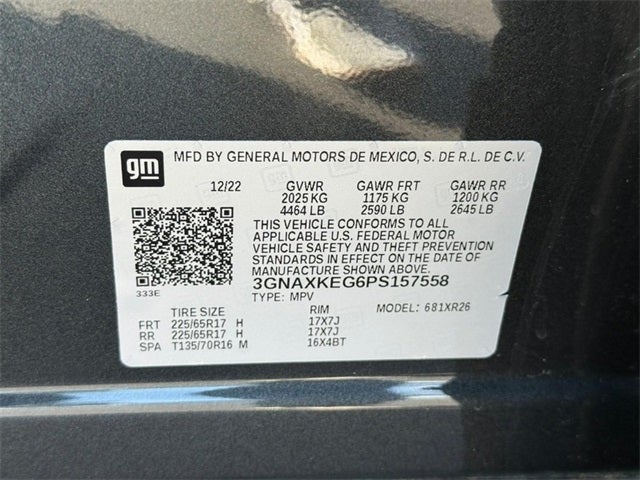 gm MFD BY GENERAL MOTORS DE MEXICO, S. DE R.L. DE C.V.
12/22 GVWR GAWR FRT GAWR RR
2025 KG 1175 KG 1200 KG
4464 LB 2590 LB 2645 LB
THIS VEHICLE CONFORMS TO ALL
APPLICABLE U.S. FEDERAL MOTOR
VEHICLE SAFETY AND THEFT PREVENTION
STANDARDS IN EFFECT ON THE DATE OF
MANUFACTURE SHOWN ABOVE.
333E 3GNAXKEG6PS157558
TYPE: MPV MODEL: 681XR26
TIRE SIZE RIM
FRT 225/65R17 H 17X7J
RR 225/65R17 H 17X7J
SPA T135/70R16 M 16X4BT